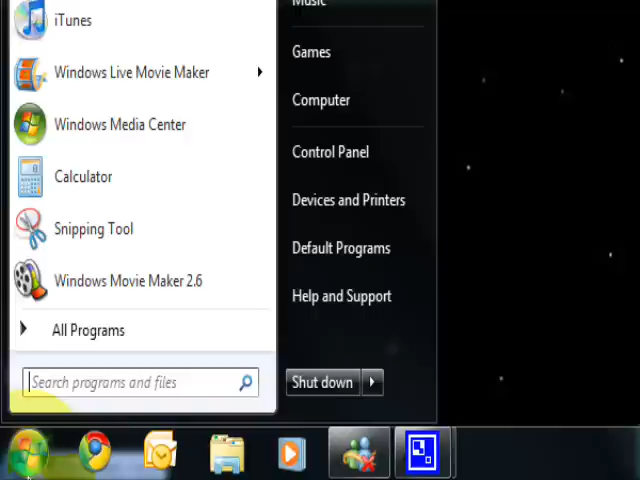 iTunes
Music
Windows Live Movie Maker
Games
Windows Media Center
Computer
Calculator
Control Panel
Snipping Tool
Devices and Printers
Windows Movie Maker 2.6
Default Programs
All Programs
Help and Support
Search programs and files
Shut down